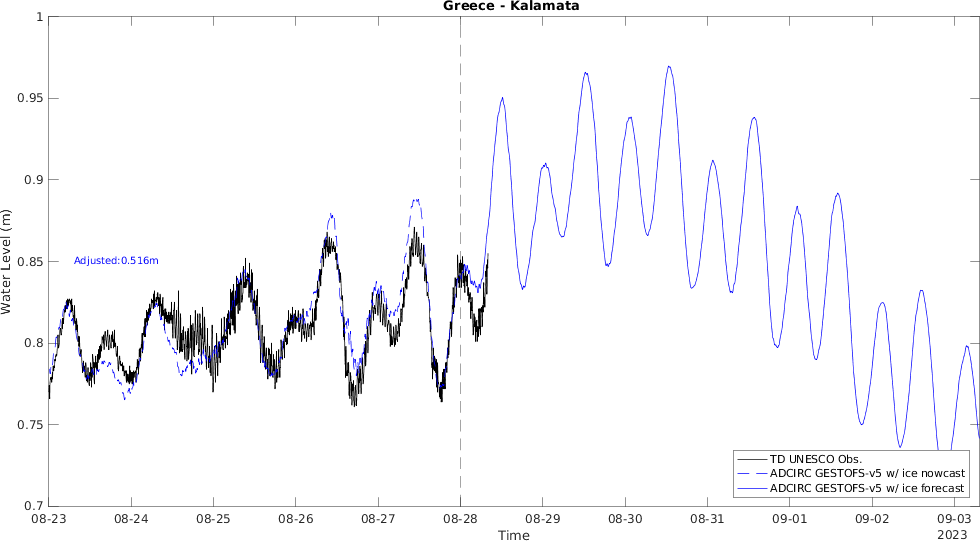 Greece - Kalamata
1
0.95
0.9
0.85
0.8
0.75
0.7
Water Level (m)
Adjusted:0.516m
TD UNESCO Obs.
ADCIRC GESTOFS-v5 w/ ice nowcast
ADCIRC GESTOFS-v5 w/ ice forecast
08-23 08-24 08-25 08-26 08-27 08-28 08-29 08-30 08-31 09-01 09-02 09-03
Time
2023